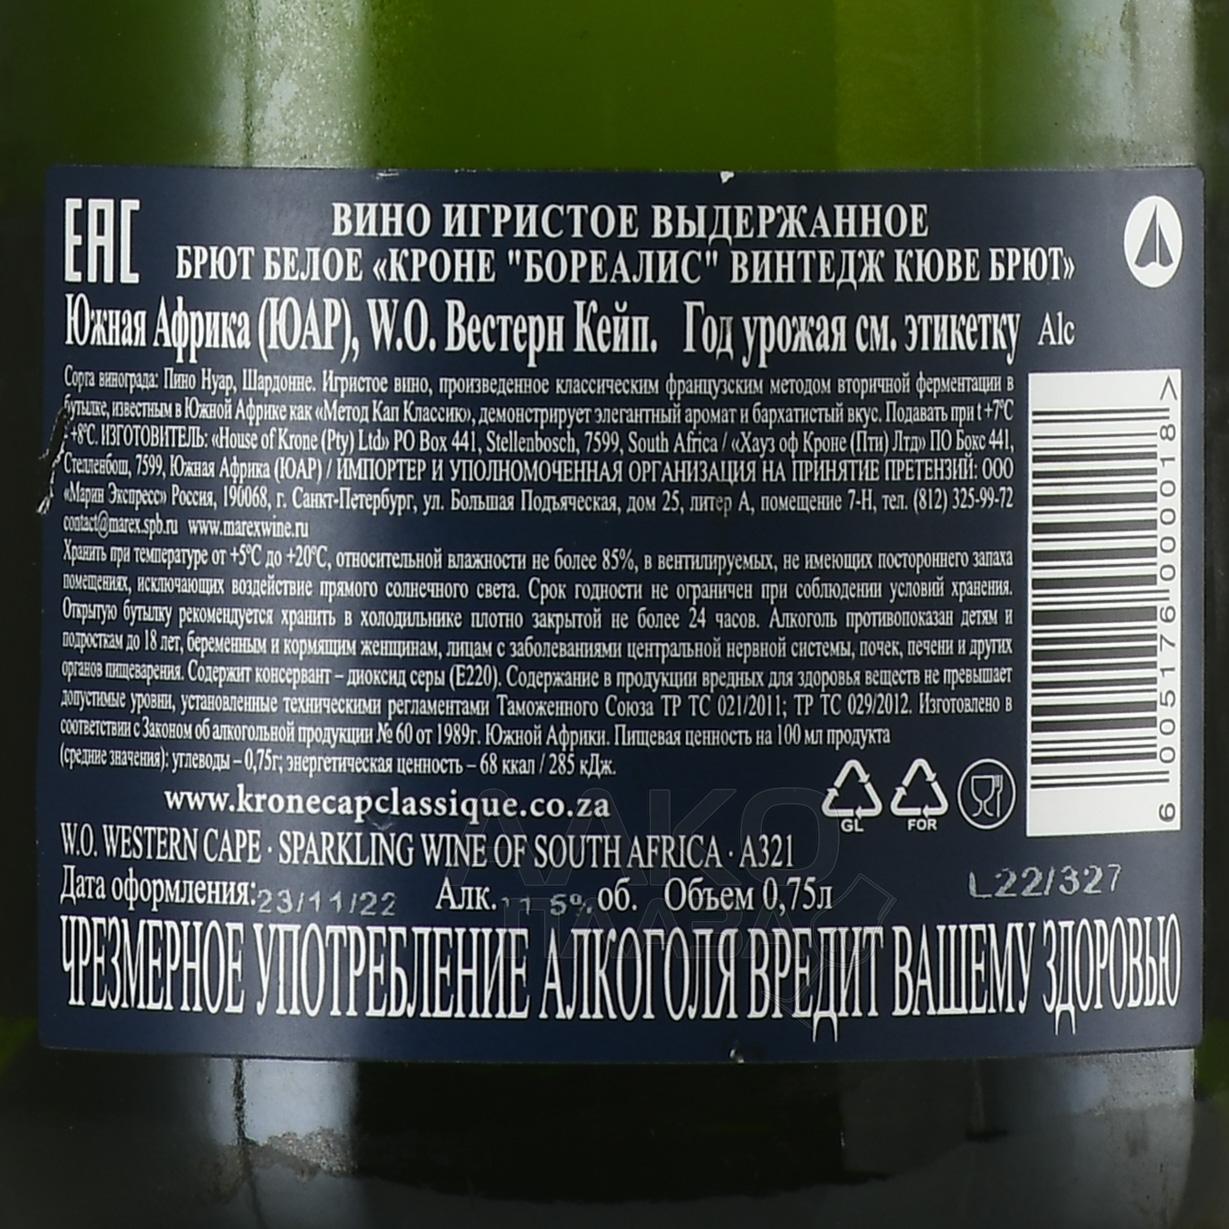 EAC
ВИНО ИГРИСТОЕ ВЫДЕРЖАННОЕ
БРЮТ БЕЛОЕ «КРОНЕ "БОРЕАЛИС" ВИНТЕДЖ КЮВЕ БРЮТ»
Южная Африка (ЮАР), W.O. Вестерн Кейп. Год урожая см. этикетку Alc
Сорта винограда: Пино Нуар, Шардонне. Игристое вино, произведенное классическим французским методом вторичной ферментации в
бутылке, известным в Южной Африке как «Метод Кап Классик», демонстрирует элегантный аромат и бархатистый вкус. Подавать при t +7°C
+8°C. ИЗГОТОВИТЕЛЬ: «House of Krone (Pty) Ltd» PO Box 441, Stellenbosch, 7599, South Africa / «Хауз оф Кроне (Пти) Лтд» ПО Бокс 441,
Стелленбош, 7599, Южная Африка (ЮАР) / ИМПОРТЕР И УПОЛНОМОЧЕННАЯ ОРГАНИЗАЦИЯ НА ПРИНЯТИЕ ПРЕТЕНЗИЙ: ООО
«Марин Экспресс» Россия, 190068, г. Санкт-Петербург, ул. Большая Подъяческая, дом 25, литер А, помещение 7-Н, тел. (812) 325-99-72
contact@marex.spb.ru www.marexwine.ru
Хранить при температуре от +5°C до +20°C, относительной влажности не более 85%, в вентилируемых, не имеющих постороннего запаха
помещениях, исключающих воздействие прямого солнечного света. Срок годности не ограничен при соблюдении условий хранения.
Открытую бутылку рекомендуется хранить в холодильнике плотно закрытой не более 24 часов. Алкоголь противопоказан детям и
подросткам до 18 лет, беременным и кормящим женщинам, лицам с заболеваниями центральной нервной системы, почек, печени и других
органов пищеварения. Содержит консервант – диоксид серы (E220). Содержание в продукции вредных для здоровья веществ не превышает
допустимые уровни, установленные техническими регламентами Таможенного Союза ТР ТС 021/2011; ТР ТС 029/2012. Изготовлено в
соответствии с Законом об алкогольной продукции № 60 от 1989г. Южной Африки. Пищевая ценность на 100 мл продукта
(средние значения): углеводы – 0,75г; энергетическая ценность – 68 ккал / 285 кДж.
www.kronecapclassique.co.za
GL FOR
6 005176 000018 >
W.O. WESTERN CAPE · SPARKLING WINE OF SOUTH AFRICA · A321
Дата оформления: 23/11/22 Алк. 11 5% об. Объем 0,75л
L22/327
ЧРЕЗМЕРНОЕ УПОТРЕБЛЕНИЕ АЛКОГОЛЯ ВРЕДИТ ВАШЕМУ ЗДОРОВЬЮ